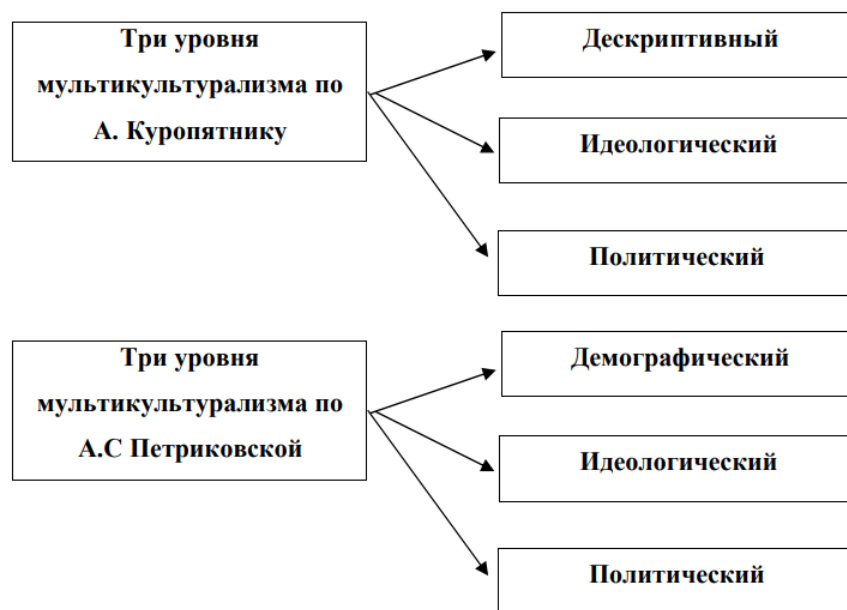 Три уровня
мультикультурализма по
А. Куропятнику
Дескриптивный
Идеологический
Политический
Три уровня
мультикультурализма по
А.С Петриковской
Демографический
Идеологический
Политический